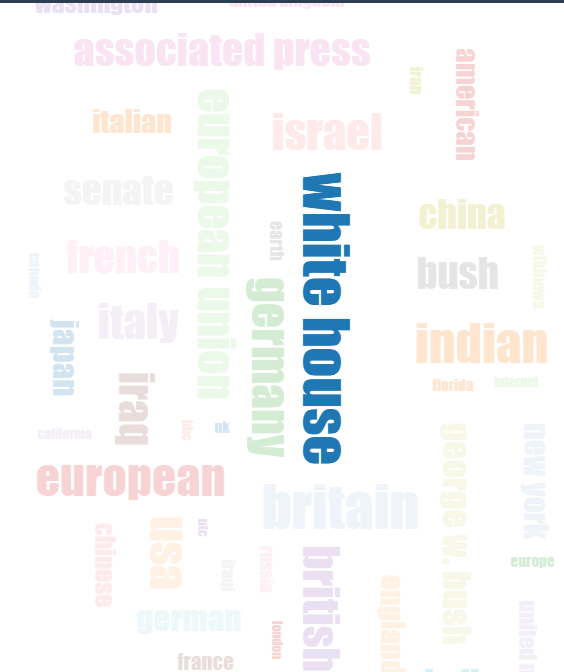 washington
united kingdom
associated press
iran
american
italian
european union
israel
senate
white house
china
earth
french
canada
bush
wikinews
germany
italy
japan
indian
iraq
florida
internet
california
bbc
uk
george w. bush
new york
european
britain
chinese
usa
utc
iraqi
russia
british
europe
england
german
united
london
france